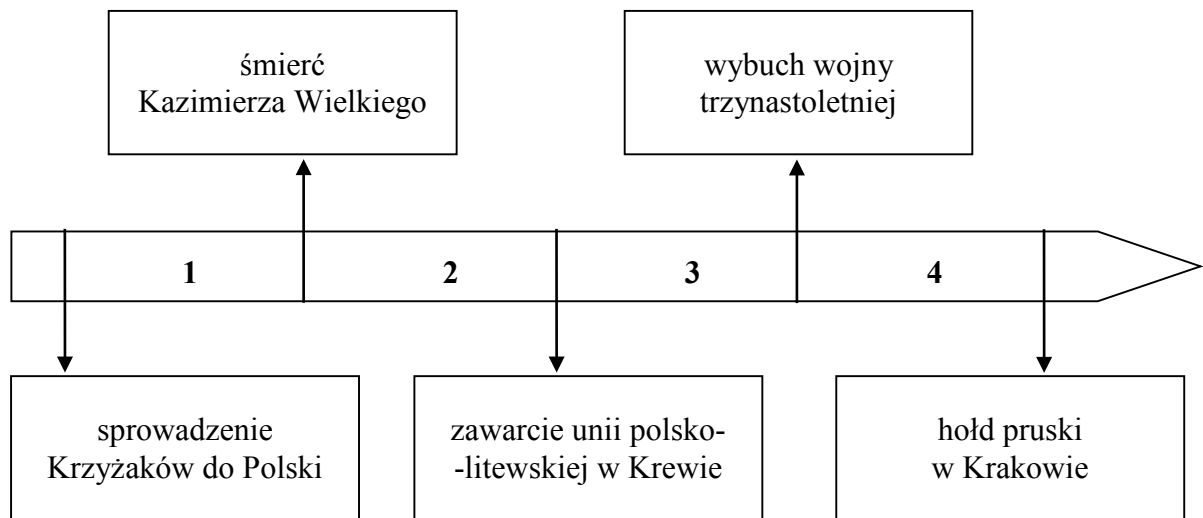 śmierć
Kazimierza Wielkiego
wybuch wojny
trzynastoletniej
1
2
3
4
sprowadzenie
Krzyżaków do Polski
zawarcie unii polsko-
-litewskiej w Krewie
hołd pruski
w Krakowie